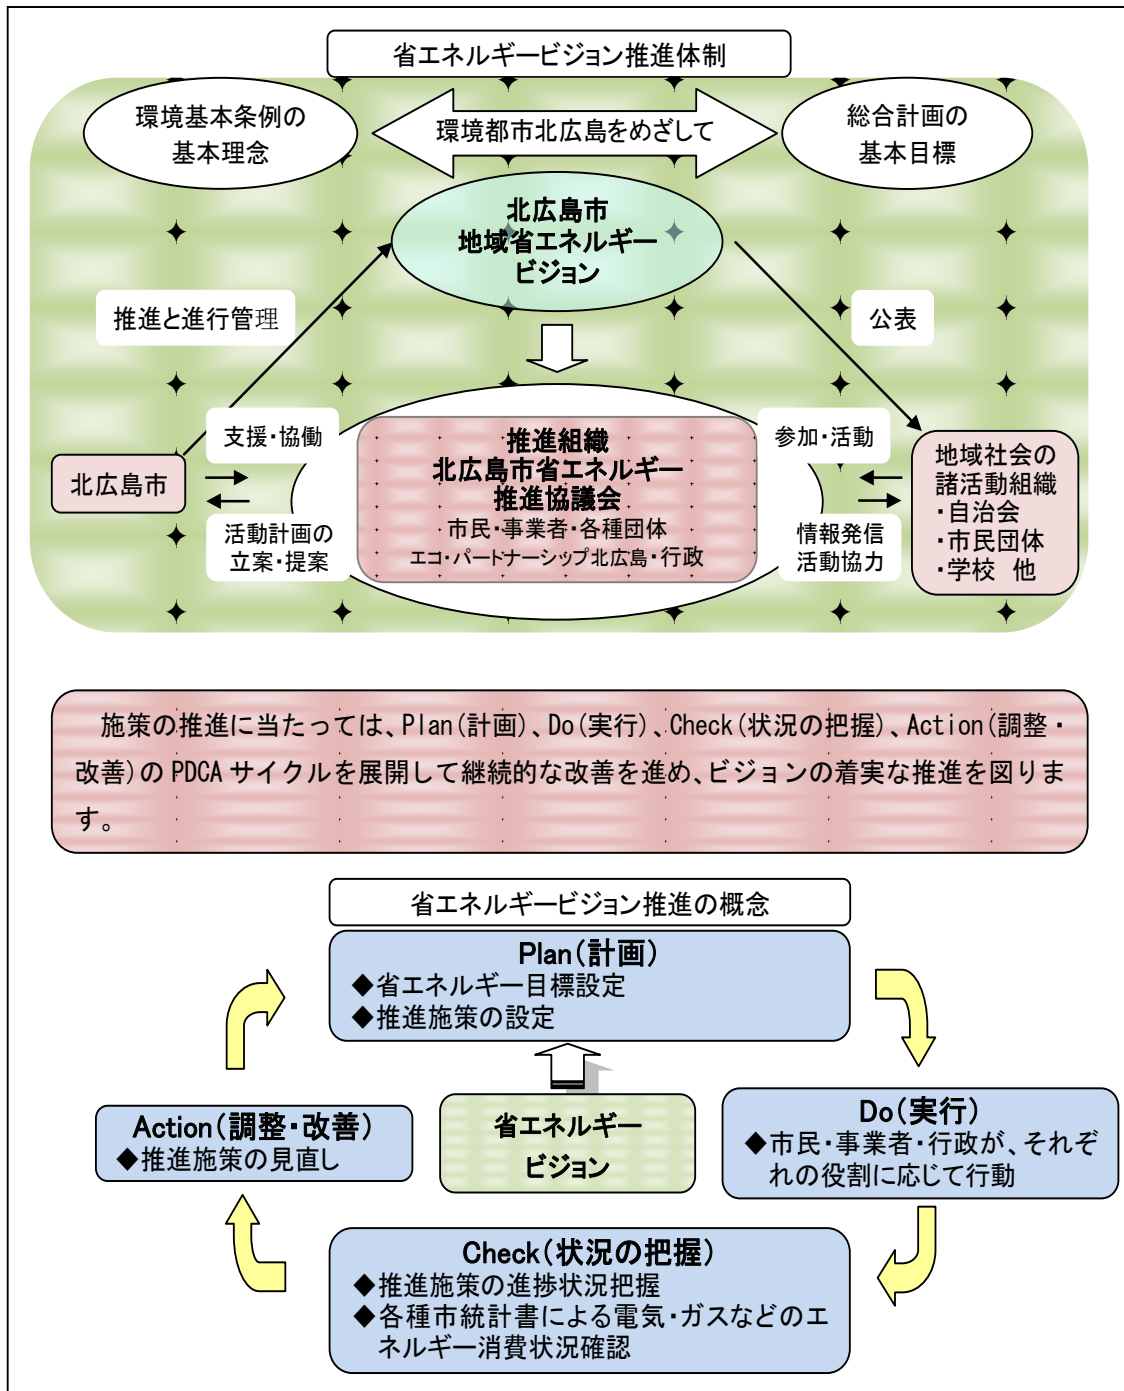 省エネルギービジョン推進体制
環境基本条例の
基本理念
環境都市北広島をめざして
総合計画の
基本目標
北広島市
地域省エネルギー
ビジョン
推進と進行管理
公表
支援・協働
参加・活動
北広島市
推進組織
北広島市省エネルギー
推進協議会
市民・事業者・各種団体
エコ・パートナーシップ北広島・行政
地域社会の
諸活動組織
・自治会
・市民団体
・学校 他
活動計画の
立案・提案
情報発信
活動協力
施策の推進に当たっては、Plan(計画)、Do(実行)、Check(状況の把握)、Action(調整・
改善)の PDCA サイクルを展開して継続的な改善を進め、ビジョンの着実な推進を図りま
す。
省エネルギービジョン推進の概念
Plan(計画)
◆省エネルギー目標設定
◆推進施策の設定
Action(調整・改善)
◆推進施策の見直し
省エネルギー
ビジョン
Do(実行)
◆市民・事業者・行政が、それぞ
れの役割に応じて行動
Check(状況の把握)
◆推進施策の進捗状況把握
◆各種市統計書による電気・ガスなどのエ
ネルギー消費状況確認